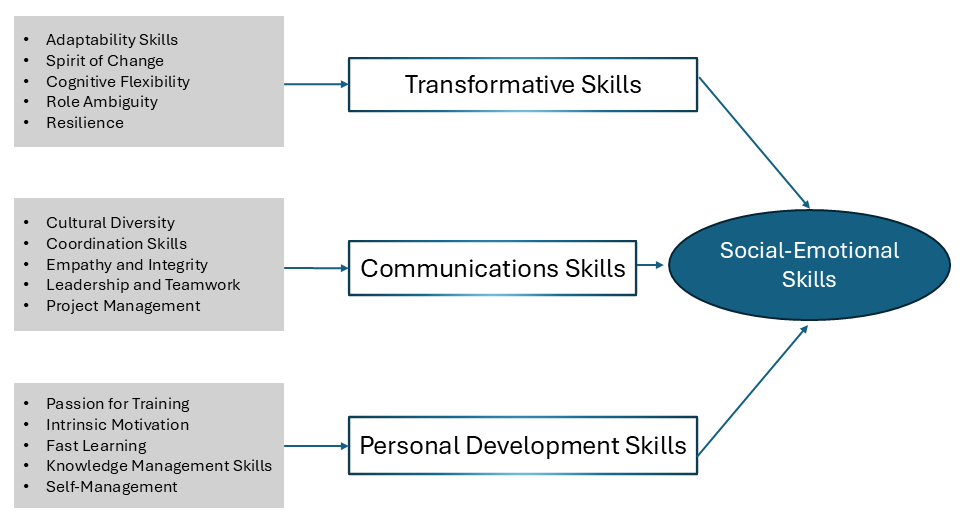 • Adaptability Skills
• Spirit of Change
• Cognitive Flexibility
• Role Ambiguity
• Resilience
Transformative Skills
• Cultural Diversity
• Coordination Skills
• Empathy and Integrity
• Leadership and Teamwork
• Project Management
Communications Skills
Social-Emotional
Skills
• Passion for Training
• Intrinsic Motivation
• Fast Learning
• Knowledge Management Skills
• Self-Management
Personal Development Skills